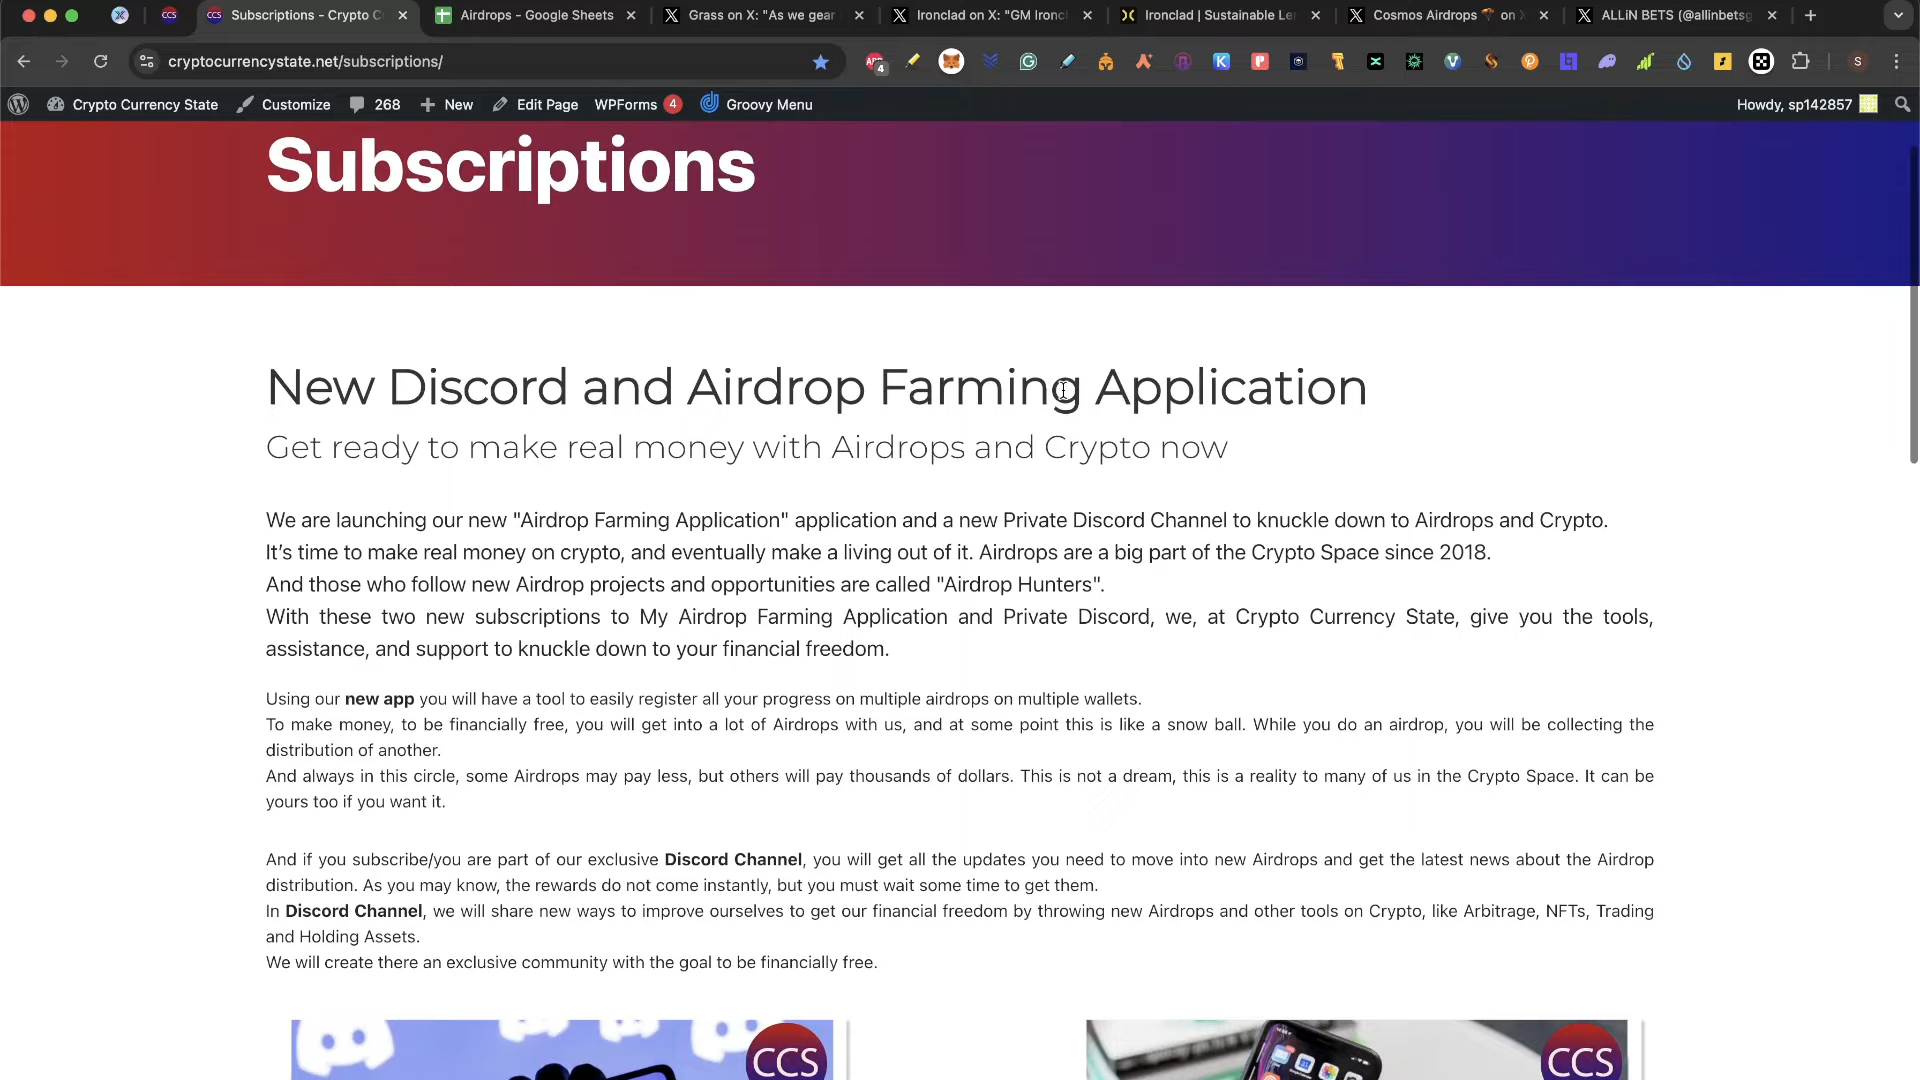 Subscriptions - Crypto C
Airdrops - Google Sheets
Grass on X: "As we gear
Ironclad on X: "GM Ironcl
Ironclad | Sustainable Le
Cosmos Airdrops
on X
ALLiN BETS (@allinbetsg
cryptocurrencystate.net/subscriptions/
4
S
Crypto Currency State
Customize
268
New
Edit Page
WPForms 4
Groovy Menu
Howdy, sp142857
Subscriptions
New Discord and Airdrop Farming Application
Get ready to make real money with Airdrops and Crypto now
We are launching our new "Airdrop Farming Application" application and a new Private Discord Channel to knuckle down to Airdrops and Crypto.
It's time to make real money on crypto, and eventually make a living out of it. Airdrops are a big part of the Crypto Space since 2018.
And those who follow new Airdrop projects and opportunities are called "Airdrop Hunters".
With these two new subscriptions to My Airdrop Farming Application and Private Discord, we, at Crypto Currency State, give you the tools,
assistance, and support to knuckle down to your financial freedom.
Using our new app you will have a tool to easily register all your progress on multiple airdrops on multiple wallets.
To make money, to be financially free, you will get into a lot of Airdrops with us, and at some point this is like a snow ball. While you do an airdrop, you will be collecting the
distribution of another.
And always in this circle, some Airdrops may pay less, but others will pay thousands of dollars. This is not a dream, this is a reality to many of us in the Crypto Space. It can be
yours too if you want it.
And if you subscribe/you are part of our exclusive Discord Channel, you will get all the updates you need to move into new Airdrops and get the latest news about the Airdrop
distribution. As you may know, the rewards do not come instantly, but you must wait some time to get them.
In Discord Channel, we will share new ways to improve ourselves to get our financial freedom by throwing new Airdrops and other tools on Crypto, like Arbitrage, NFTs, Trading
and Holding Assets.
We will create there an exclusive community with the goal to be financially free.
CCS
CCS